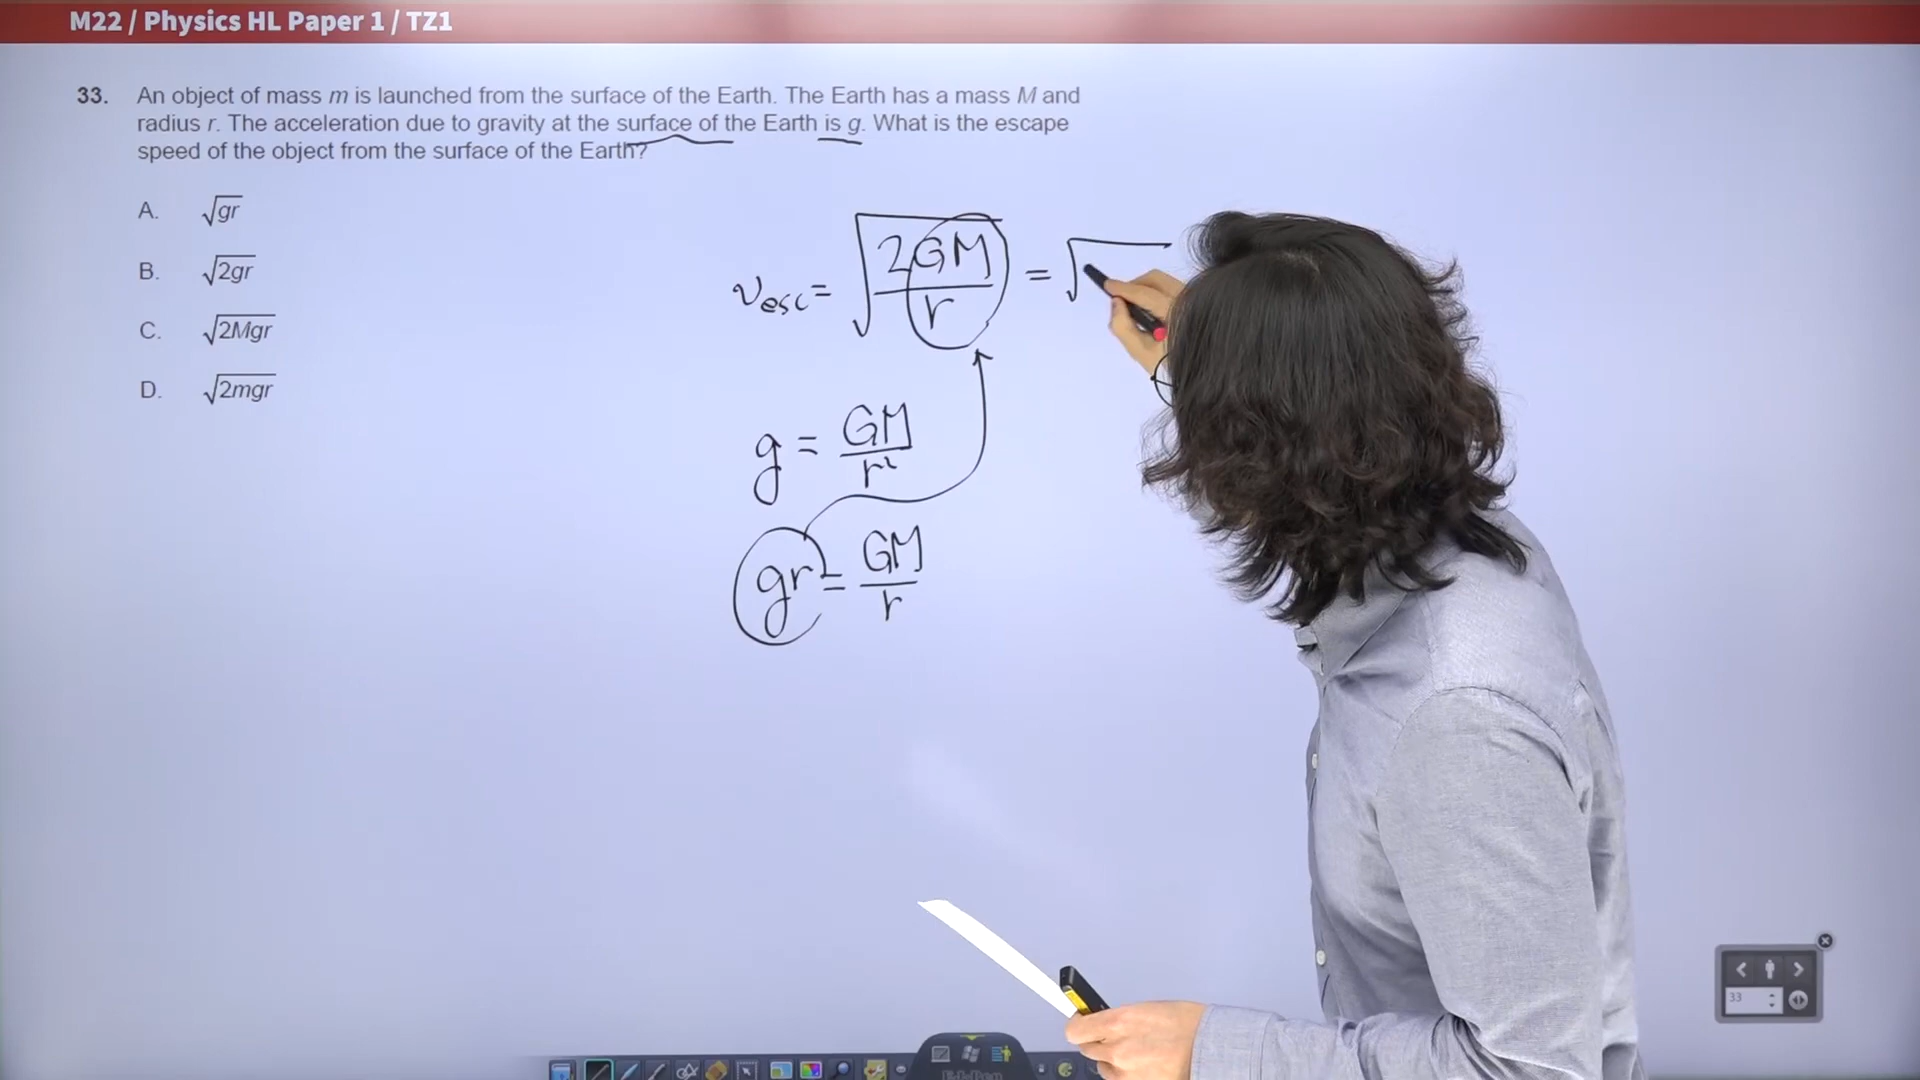 M22 / Physics HL Paper 1 / TZ1
33. An object of mass m is launched from the surface of the Earth. The Earth has a mass M and
radius r. The acceleration due to gravity at the surface of the Earth is g. What is the escape
speed of the object from the surface of the Earth?
A. √gr
B. √2gr
C. √2Mgr
D. √2mgr
v_esc = √(2GM/r) = √
g = GM/r²
gr = GM/r
33